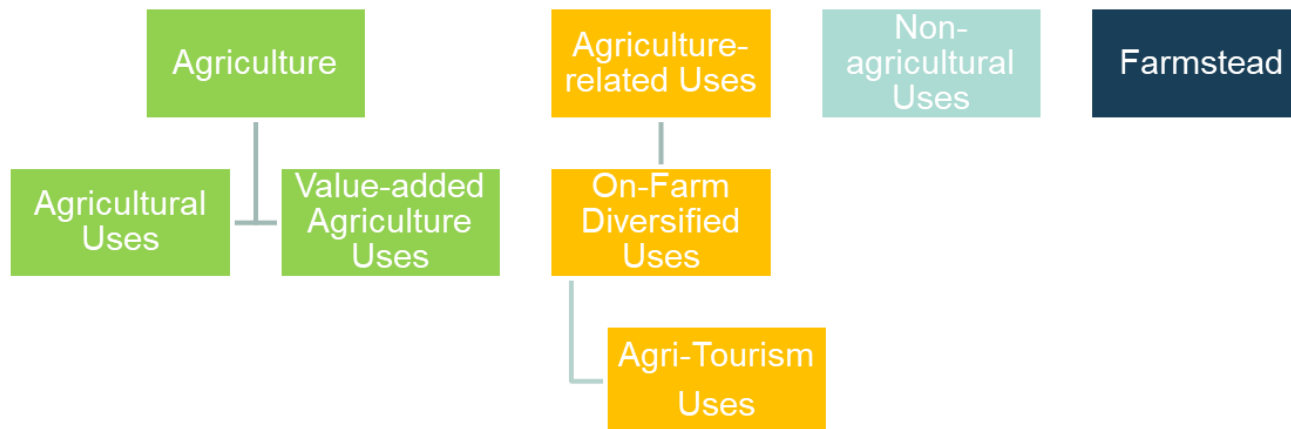 Agriculture
Agriculture-
related Uses
Non-
agricultural
Uses
Farmstead
Agricultural
Uses
Value-added
Agriculture
Uses
On-Farm
Diversified
Uses
Agri-Tourism
Uses